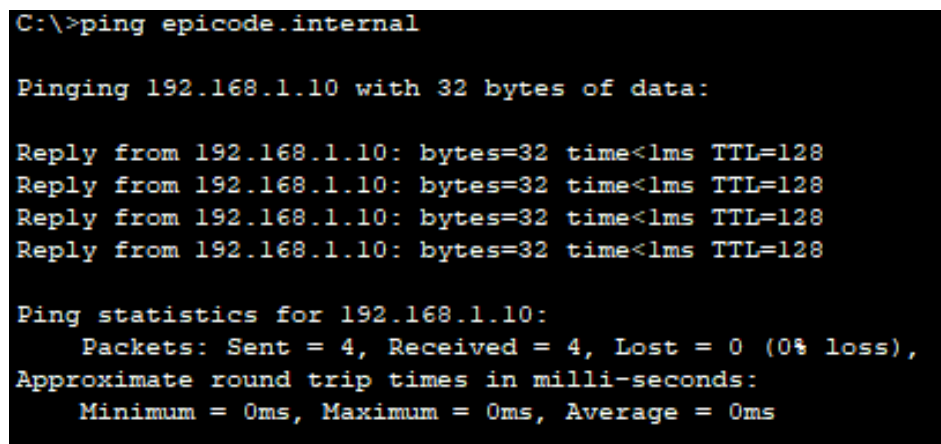 C:\>ping epicode.internal
Pinging 192.168.1.10 with 32 bytes of data:
Reply from 192.168.1.10: bytes=32 time<1ms TTL=128
Reply from 192.168.1.10: bytes=32 time<1ms TTL=128
Reply from 192.168.1.10: bytes=32 time<1ms TTL=128
Reply from 192.168.1.10: bytes=32 time<1ms TTL=128
Ping statistics for 192.168.1.10:
    Packets: Sent = 4, Received = 4, Lost = 0 (0% loss),
Approximate round trip times in milli-seconds:
    Minimum = 0ms, Maximum = 0ms, Average = 0ms